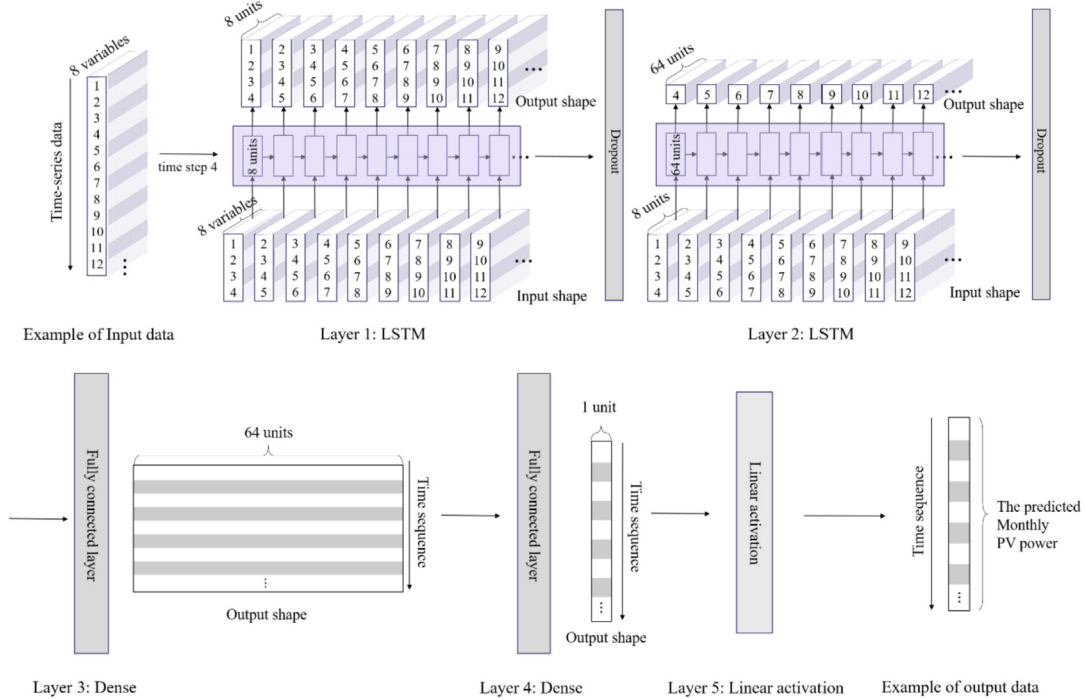 8 variables
Time-series data
1
2
3
4
5
6
7
8
9
10
11
12
⋮
Example of Input data
time step 4
8 units
1 2 3 4 5 6 7 8 9
2 3 4 5 6 7 8 9 10
3 4 5 6 7 8 9 10 11
4 5 6 7 8 9 10 11 12
...
Output shape
8 units
...
8 variables
1 2 3 4 5 6 7 8 9
2 3 4 5 6 7 8 9 10
3 4 5 6 7 8 9 10 11
4 5 6 7 8 9 10 11 12
...
Input shape
Layer 1: LSTM
Dropout
64 units
4 5 6 7 8 9 10 11 12
...
Output shape
64 units
...
8 units
1 2 3 4 5 6 7 8 9
2 3 4 5 6 7 8 9 10
3 4 5 6 7 8 9 10 11
4 5 6 7 8 9 10 11 12
...
Input shape
Layer 2: LSTM
Dropout
Fully connected layer
Layer 3: Dense
64 units
Time sequence
⋮
Output shape
Fully connected layer
Layer 4: Dense
1 unit
Time sequence
...
Output shape
Linear activation
Layer 5: Linear activation
Time sequence
...
The predicted
Monthly
PV power
Example of output data